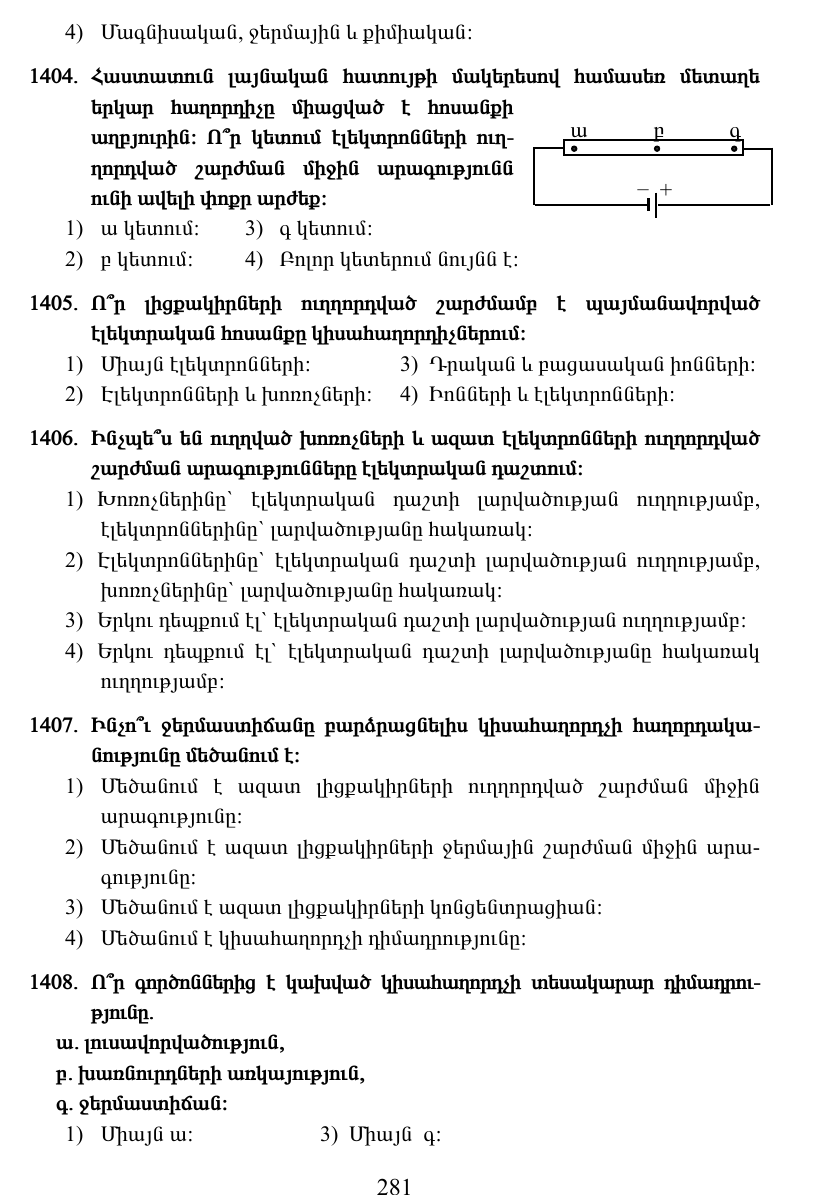 4) Մագնիսական, ջերմային և քիմիական:
1404. Հաստատուն լայնական հատույթի մակերեսով համասեռ մետաղե
երկար հաղորդիչը միացված է հոսանքի
աղբյուրին: Ո՞ր կետում էլեկտրոնների ուղ-
ղորդված շարժման միջին արագությունն
ունի ավելի փոքր արժեք:
ա բ գ
– +
1) ա կետում: 3) գ կետում:
2) բ կետում: 4) Բոլոր կետերում նույնն է:
1405. Ո՞ր լիցքակիրների ուղղորդված շարժմամբ է պայմանավորված
էլեկտրական հոսանքը կիսահաղորդիչներում:
1) Միայն էլեկտրոնների: 3) Դրական և բացասական իոնների:
2) Էլեկտրոնների և խոռոչների: 4) Իոնների և էլեկտրոնների:
1406. Ինչպե՞ս են ուղղված խոռոչների և ազատ էլեկտրոնների ուղղորդված
շարժման արագությունները էլեկտրական դաշտում:
1) Խոռոչներինը՝ էլեկտրական դաշտի լարվածության ուղղությամբ,
էլեկտրոններինը՝ լարվածությանը հակառակ:
2) Էլեկտրոններինը՝ էլեկտրական դաշտի լարվածության ուղղությամբ,
խոռոչներինը՝ լարվածությանը հակառակ:
3) Երկու դեպքում էլ՝ էլեկտրական դաշտի լարվածության ուղղությամբ:
4) Երկու դեպքում էլ՝ էլեկտրական դաշտի լարվածությանը հակառակ
ուղղությամբ:
1407. Ինչո՞ւ ջերմաստիճանը բարձրացնելիս կիսահաղորդչի հաղորդակա-
նությունը մեծանում է:
1) Մեծանում է ազատ լիցքակիրների ուղղորդված շարժման միջին
արագությունը:
2) Մեծանում է ազատ լիցքակիրների ջերմային շարժման միջին արա-
գությունը:
3) Մեծանում է ազատ լիցքակիրների կոնցենտրացիան:
4) Մեծանում է կիսահաղորդչի դիմադրությունը:
1408. Ո՞ր գործոններից է կախված կիսահաղորդչի տեսակարար դիմադրու-
թյունը.
ա. լուսավորվածություն,
բ. խառնուրդների առկայություն,
գ. ջերմաստիճան:
1) Միայն ա: 3) Միայն գ:
281